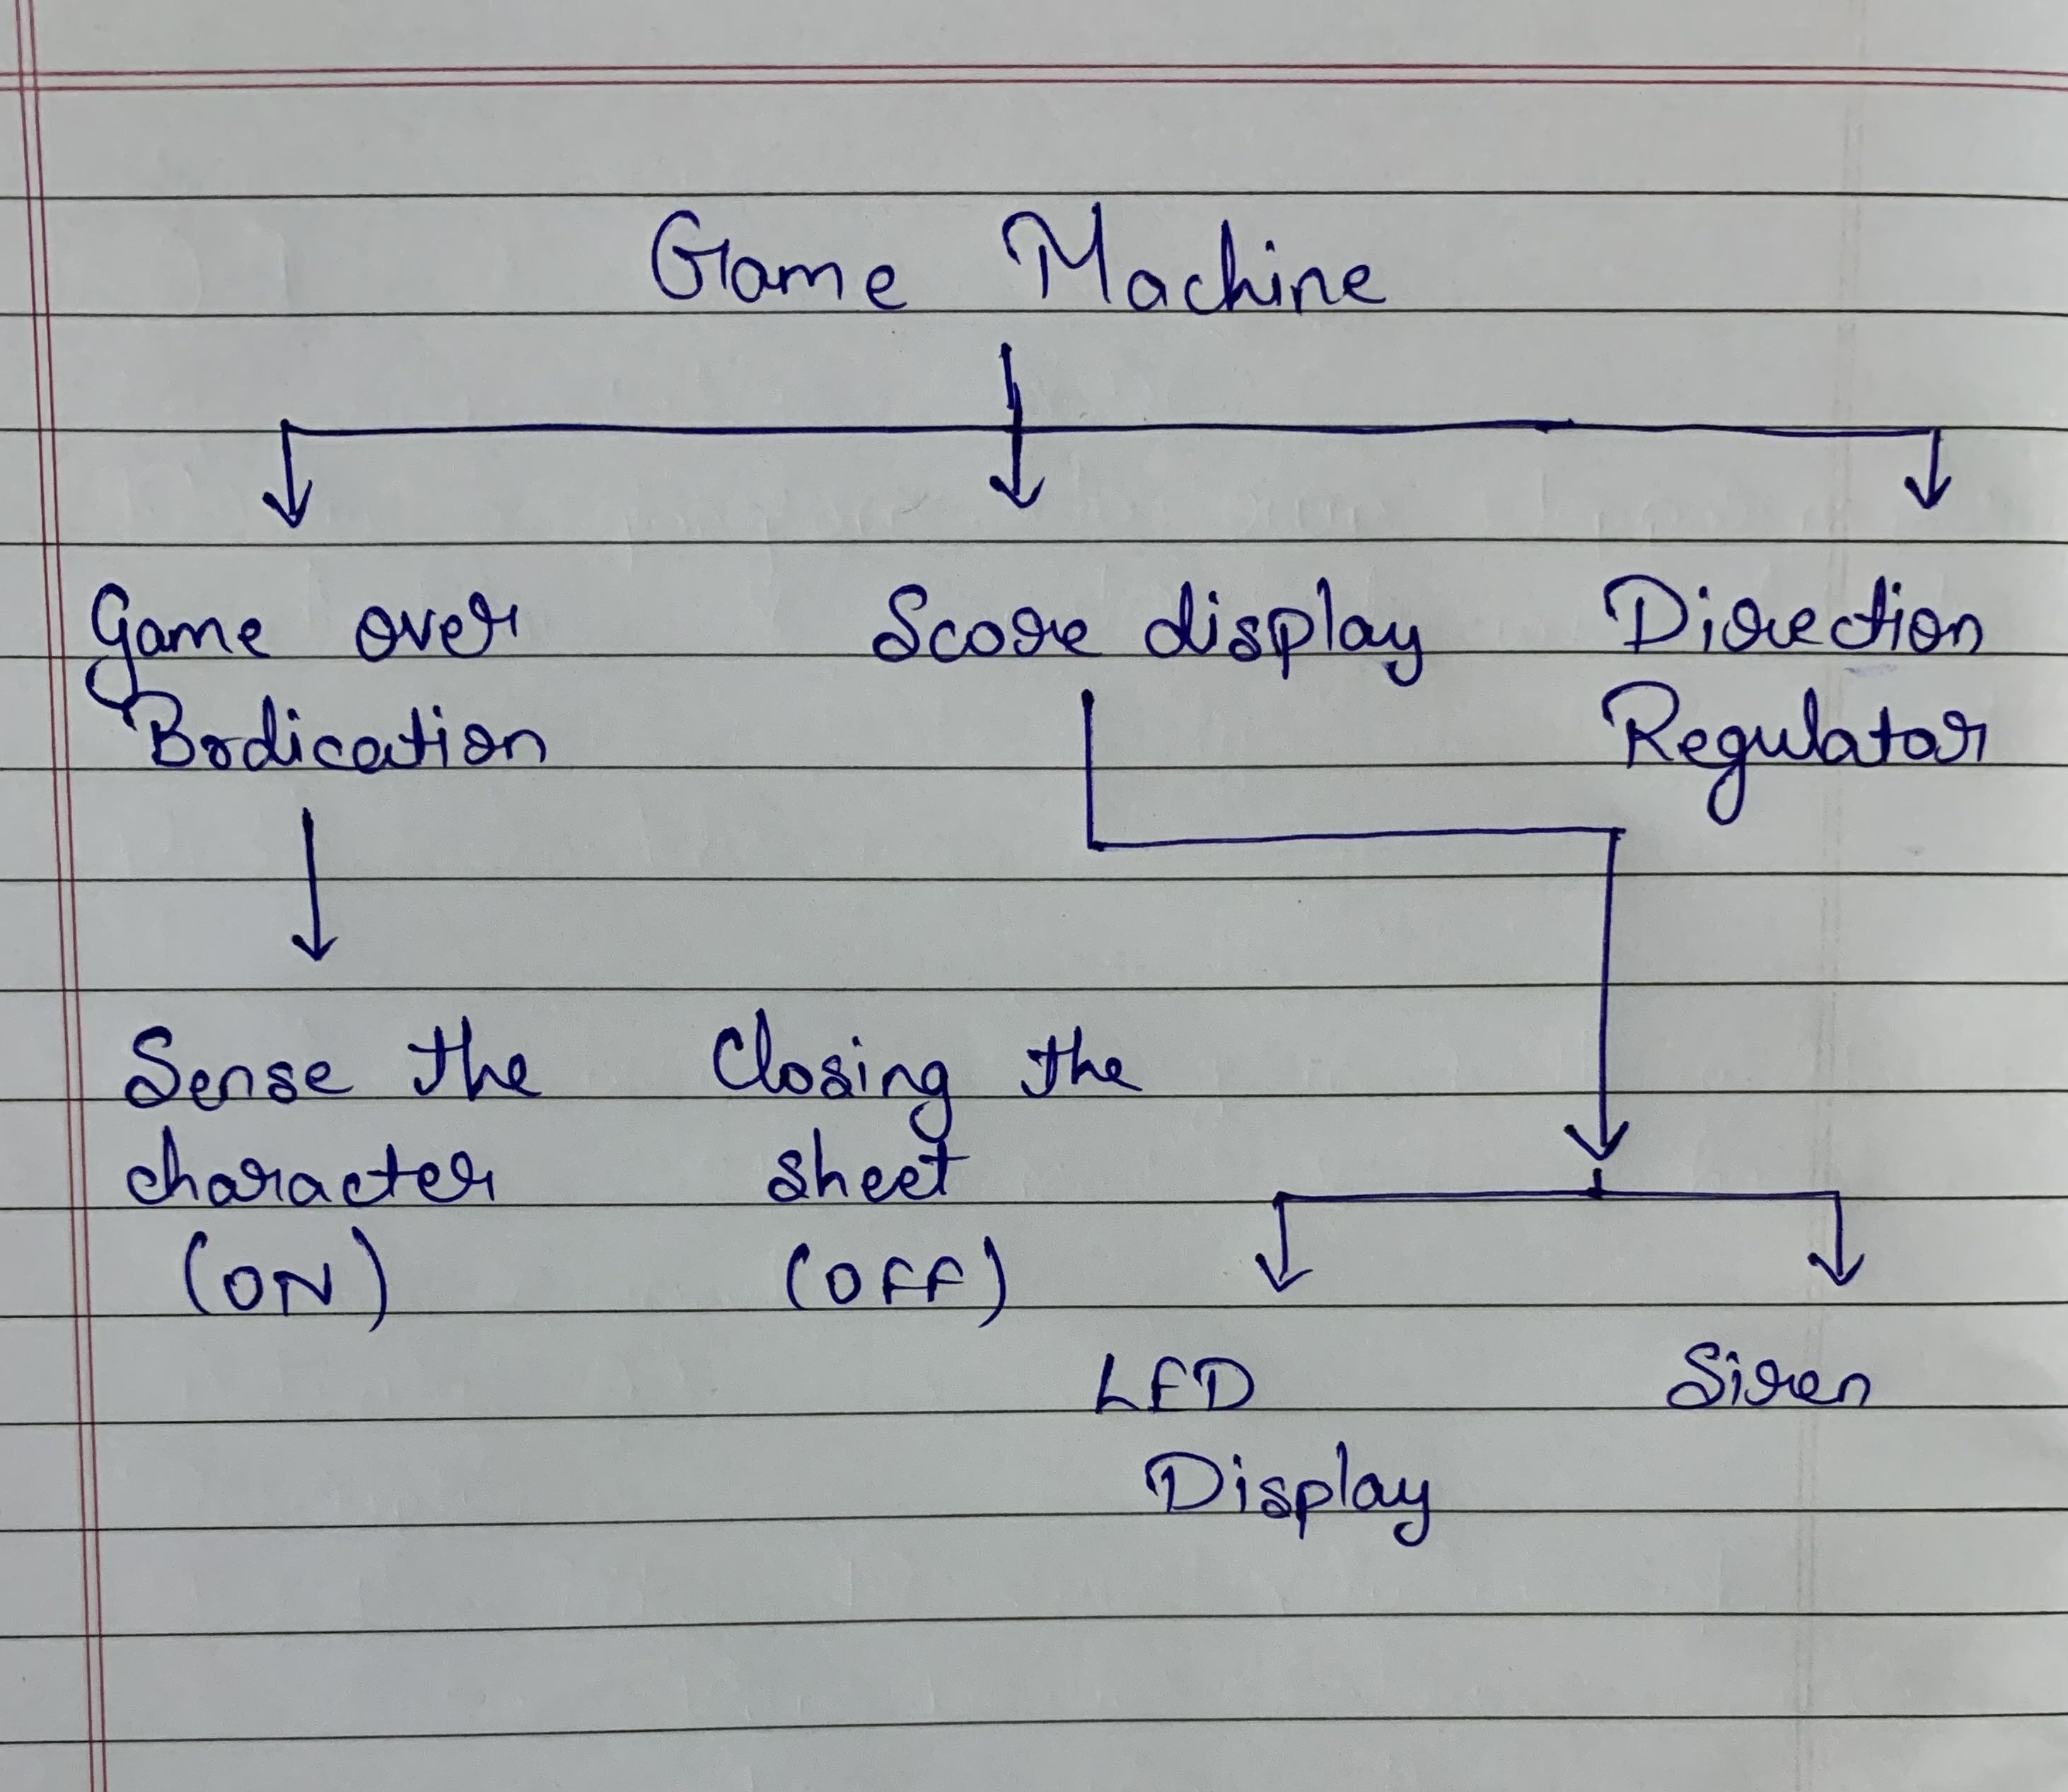 Game Machine
Game over Score display Direction
Bodication Regulator
Sense the Closing the
character sheet
(ON) (OFF)
LED Siren
Display